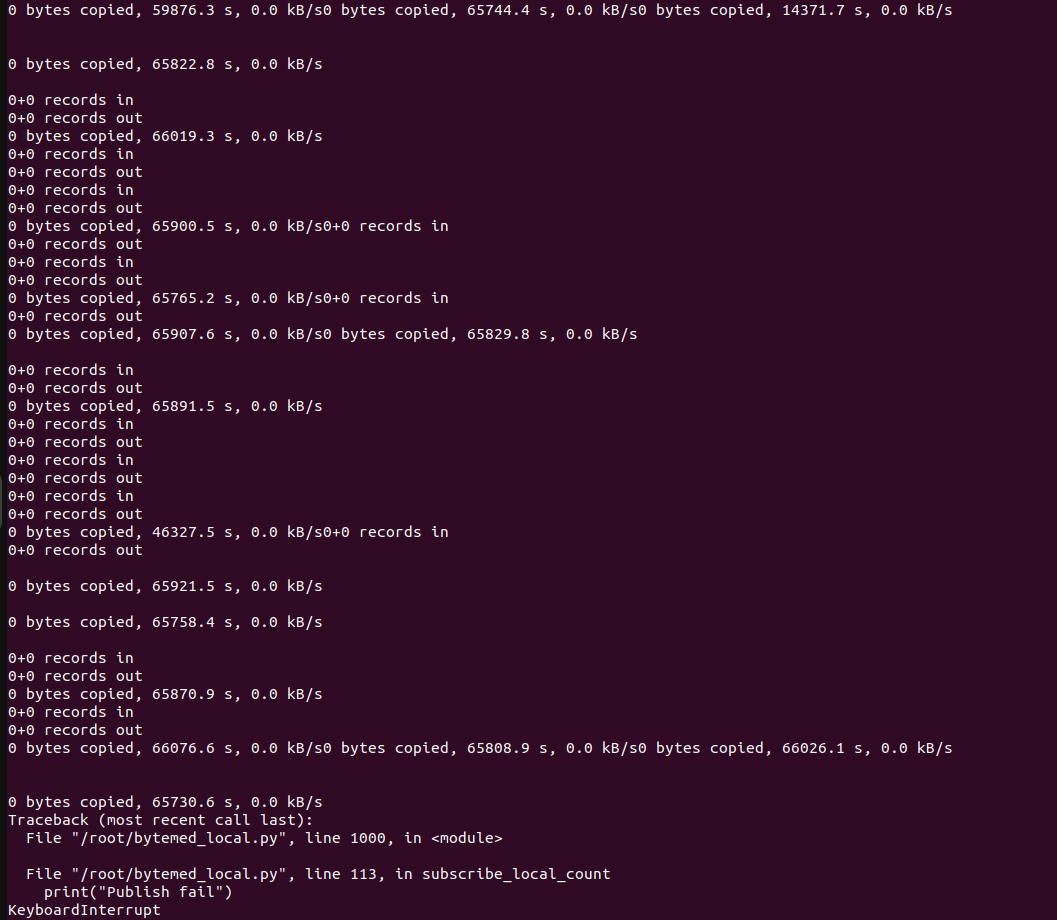 0 bytes copied, 59876.3 s, 0.0 kB/s0 bytes copied, 65744.4 s, 0.0 kB/s0 bytes copied, 14371.7 s, 0.0 kB/s
0 bytes copied, 65822.8 s, 0.0 kB/s
0+0 records in
0+0 records out
0 bytes copied, 66019.3 s, 0.0 kB/s
0+0 records in
0+0 records out
0+0 records in
0+0 records out
0 bytes copied, 65900.5 s, 0.0 kB/s0+0 records in
0+0 records out
0+0 records in
0+0 records out
0 bytes copied, 65765.2 s, 0.0 kB/s0+0 records in
0+0 records out
0 bytes copied, 65907.6 s, 0.0 kB/s0 bytes copied, 65829.8 s, 0.0 kB/s
0+0 records in
0+0 records out
0 bytes copied, 65891.5 s, 0.0 kB/s
0+0 records in
0+0 records out
0+0 records in
0+0 records out
0+0 records in
0+0 records out
0 bytes copied, 46327.5 s, 0.0 kB/s0+0 records in
0+0 records out
0 bytes copied, 65921.5 s, 0.0 kB/s
0 bytes copied, 65758.4 s, 0.0 kB/s
0+0 records in
0+0 records out
0 bytes copied, 65870.9 s, 0.0 kB/s
0+0 records in
0+0 records out
0 bytes copied, 66076.6 s, 0.0 kB/s0 bytes copied, 65808.9 s, 0.0 kB/s0 bytes copied, 66026.1 s, 0.0 kB/s
0 bytes copied, 65730.6 s, 0.0 kB/s
Traceback (most recent call last):
  File "/root/bytemed_local.py", line 1000, in <module>
  File "/root/bytemed_local.py", line 113, in subscribe_local_count
    print("Publish fail")
KeyboardInterrupt